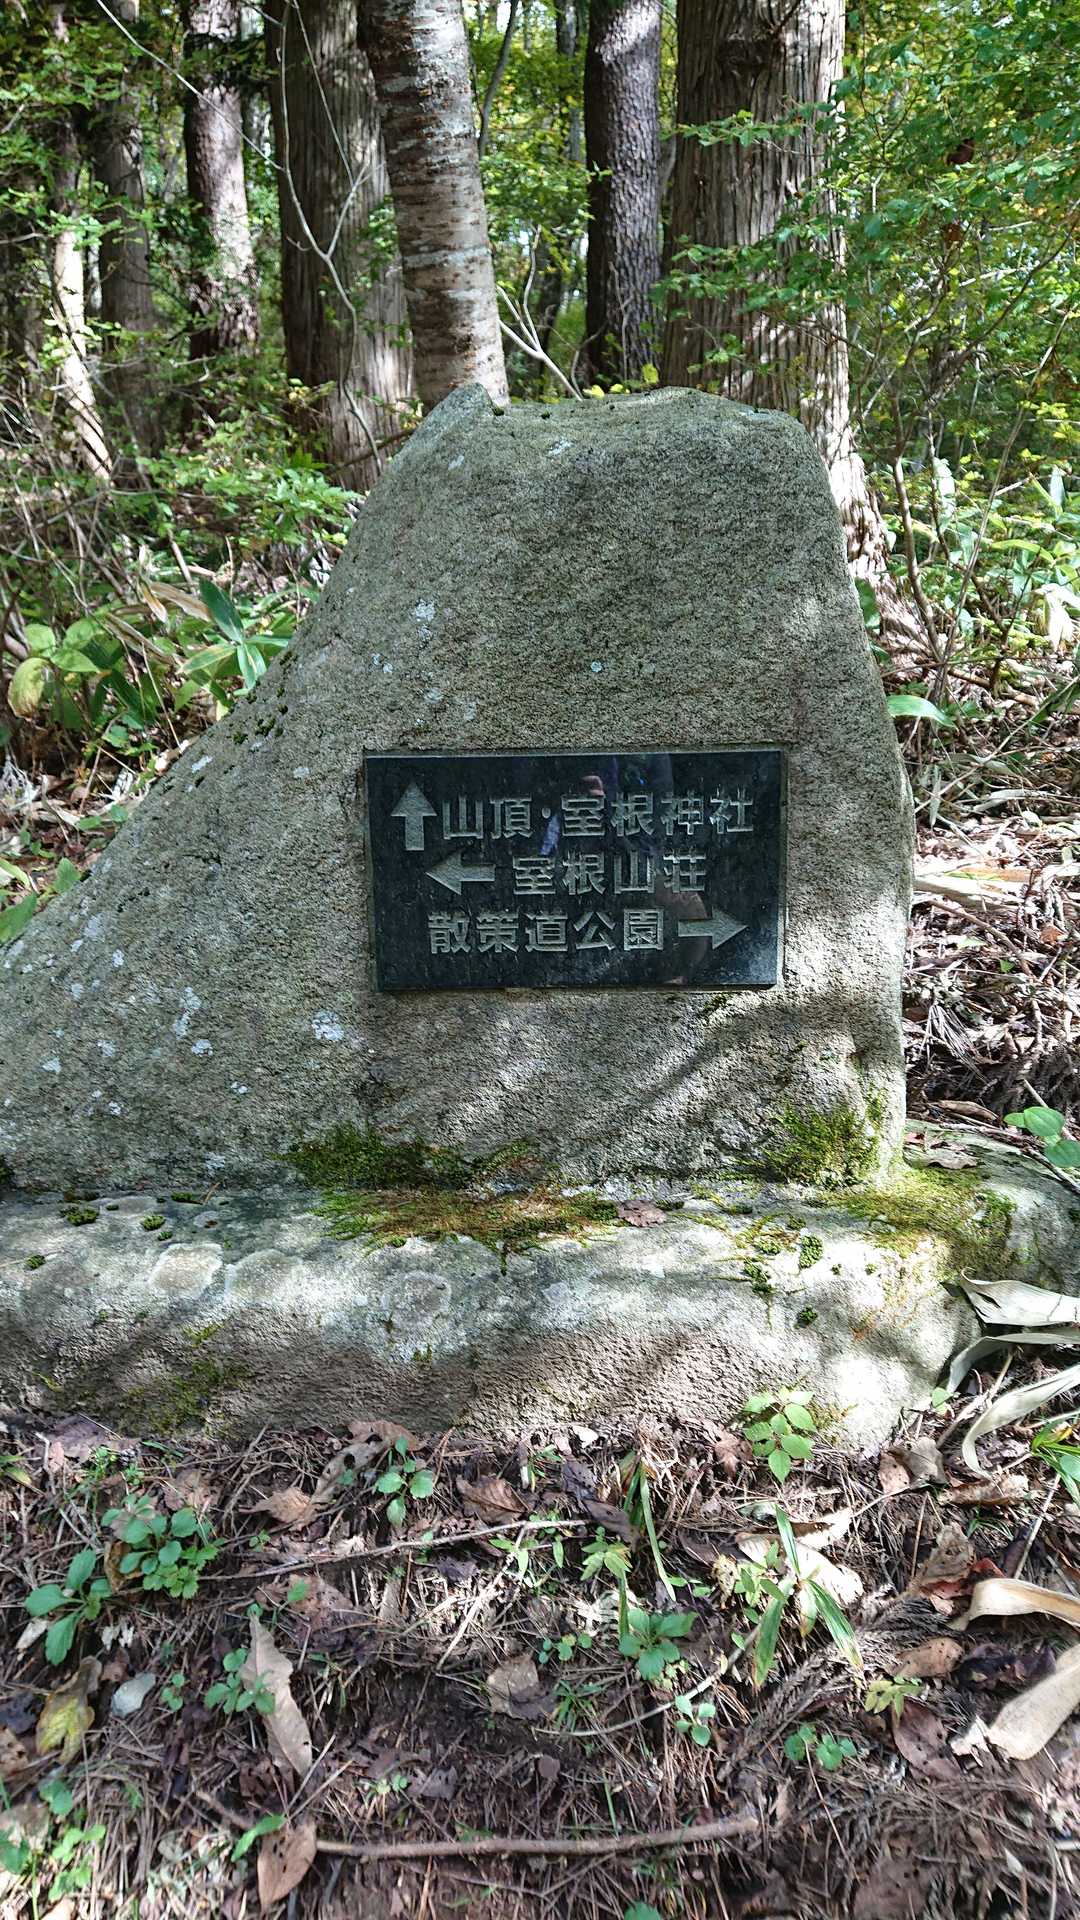 ↑山頂・室根神社
← 室根山荘
散策道公園 →